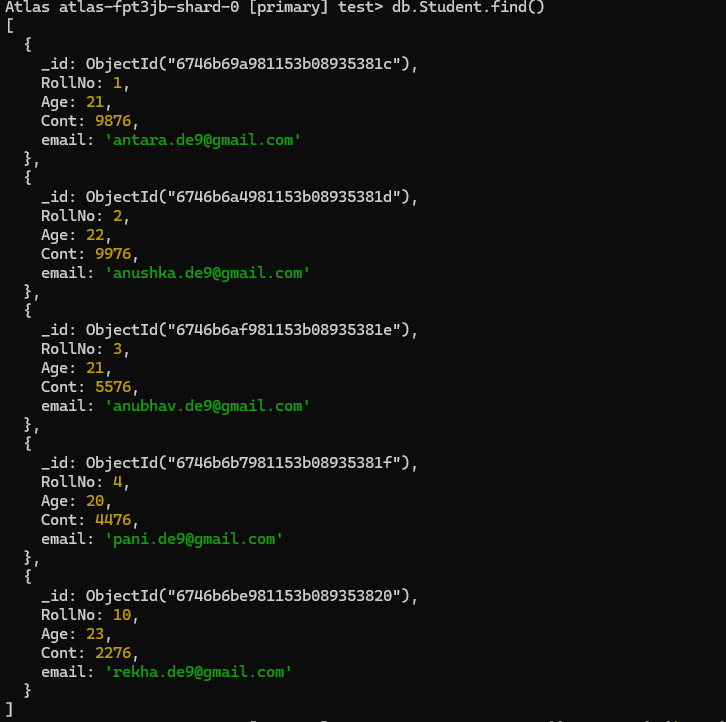 Atlas atlas-fpt3jb-shard-0 [primary] test> db.Student.find()
[
  {
    _id: ObjectId("6746b69a981153b08935381c"),
    RollNo: 1,
    Age: 21,
    Cont: 9876,
    email: 'antara.de9@gmail.com'
  },
  {
    _id: ObjectId("6746b6a4981153b08935381d"),
    RollNo: 2,
    Age: 22,
    Cont: 9976,
    email: 'anushka.de9@gmail.com'
  },
  {
    _id: ObjectId("6746b6af981153b08935381e"),
    RollNo: 3,
    Age: 21,
    Cont: 5576,
    email: 'anubhav.de9@gmail.com'
  },
  {
    _id: ObjectId("6746b6b7981153b08935381f"),
    RollNo: 4,
    Age: 20,
    Cont: 4476,
    email: 'pani.de9@gmail.com'
  },
  {
    _id: ObjectId("6746b6be981153b089353820"),
    RollNo: 10,
    Age: 23,
    Cont: 2276,
    email: 'rekha.de9@gmail.com'
  }
]